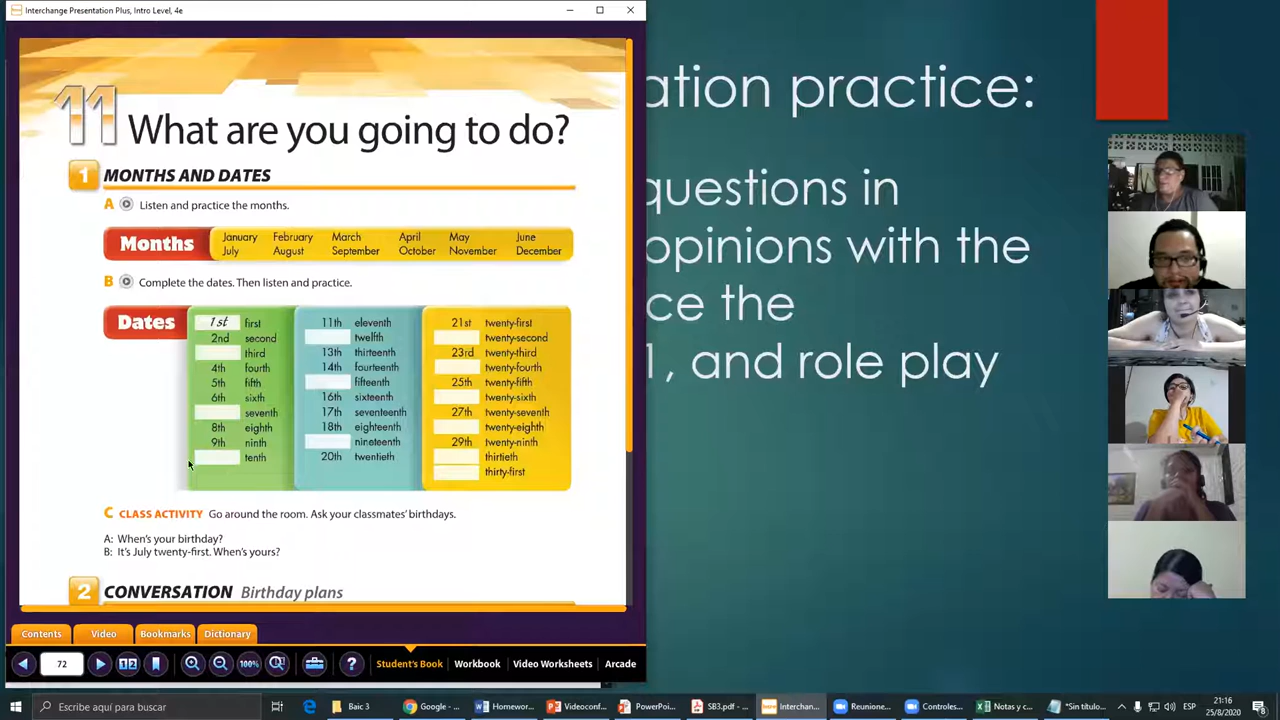 Interchange Presentation Plus, Intro Level, 4e
11 What are you going to do?
1 MONTHS AND DATES
A Listen and practice the months.
Months
January February March April May June
July August September October November December
B Complete the dates. Then listen and practice.
Dates
1st first 11th eleventh 21st twenty-first
2nd second twelfth twenty-second
third 13th thirteenth 23rd twenty-third
4th fourth 14th fourteenth twenty-fourth
5th fifth fifteenth 25th twenty-fifth
6th sixth 16th sixteenth twenty-sixth
seventh 17th seventeenth 27th twenty-seventh
8th eighth 18th eighteenth twenty-eighth
9th ninth nineteenth 29th twenty-ninth
tenth 20th twentieth thirtieth
thirty-first
C CLASS ACTIVITY Go around the room. Ask your classmates' birthdays.
A: When's your birthday?
B: It's July twenty-first. When's yours?
2 CONVERSATION Birthday plans
Contents Video Bookmarks Dictionary
72 1|2 100% ? Student's Book Workbook Video Worksheets Arcade
ation practice:
questions in
opinions with the
ce the
1, and role play
Escribe aquí para buscar
Baic 3
Google - ...
Homewor...
Videoconf...
PowerPoi...
SB3.pdf - ...
Interchan...
Reunione...
Controles...
Notas y c...
*Sin título...
ESP
21:16
25/8/2020